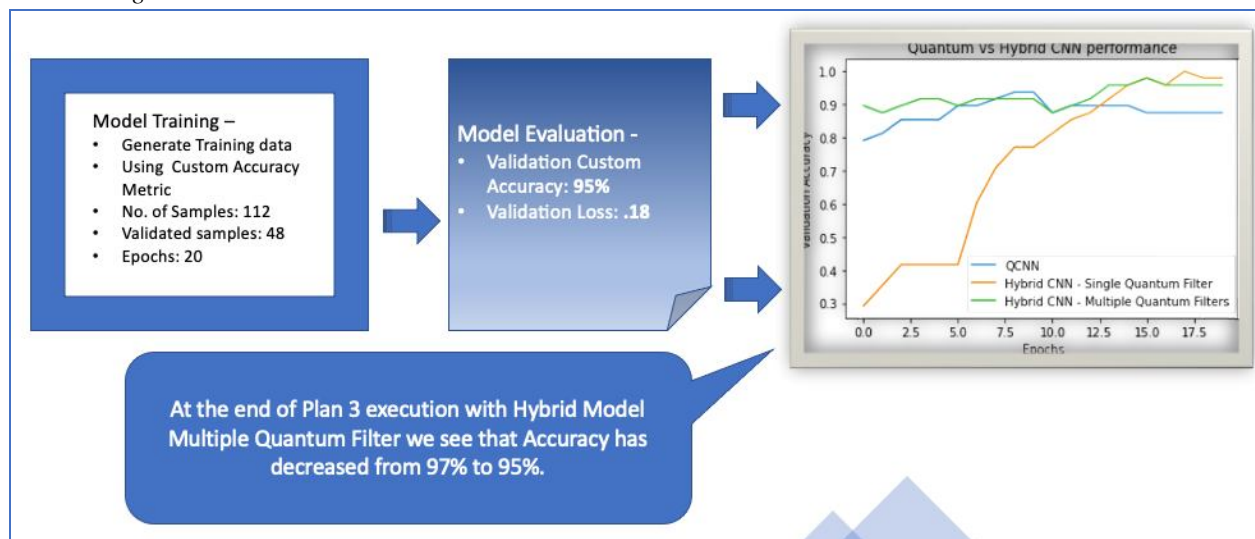 Model Training –
• Generate Training data
• Using Custom Accuracy
Metric
• No. of Samples: 112
• Validated samples: 48
• Epochs: 20
Model Evaluation -
• Validation Custom
Accuracy: 95%
• Validation Loss: .18
Quantum vs Hybrid CNN performance
Validation Accuracy
1.0
0.9
0.8
0.7
0.6
0.5
0.4
0.3
QCNN
Hybrid CNN - Single Quantum Filter
Hybrid CNN - Multiple Quantum Filters
0.0 2.5 5.0 7.5 10.0 12.5 15.0 17.5
Epochs
At the end of Plan 3 execution with Hybrid Model
Multiple Quantum Filter we see that Accuracy has
decreased from 97% to 95%.